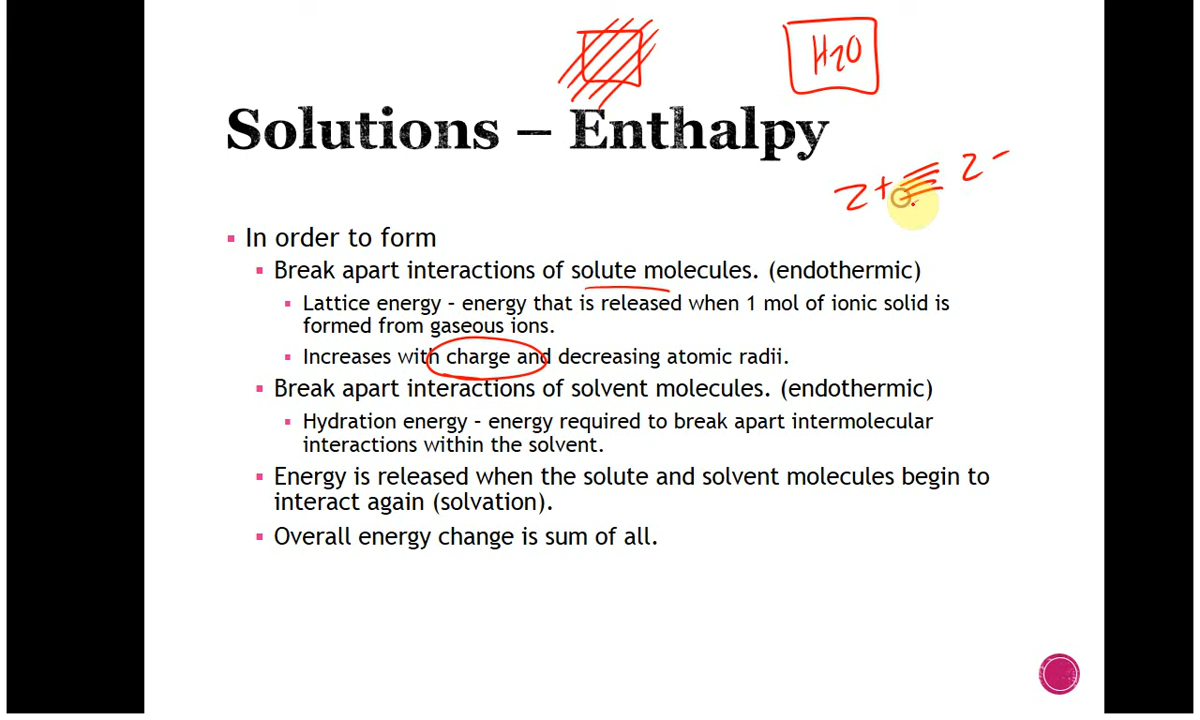 H2O
Solutions – Enthalpy
2+ 2-
▪ In order to form
▪ Break apart interactions of solute molecules. (endothermic)
▪ Lattice energy – energy that is released when 1 mol of ionic solid is
formed from gaseous ions.
▪ Increases with charge and decreasing atomic radii.
▪ Break apart interactions of solvent molecules. (endothermic)
▪ Hydration energy – energy required to break apart intermolecular
interactions within the solvent.
▪ Energy is released when the solute and solvent molecules begin to
interact again (solvation).
▪ Overall energy change is sum of all.